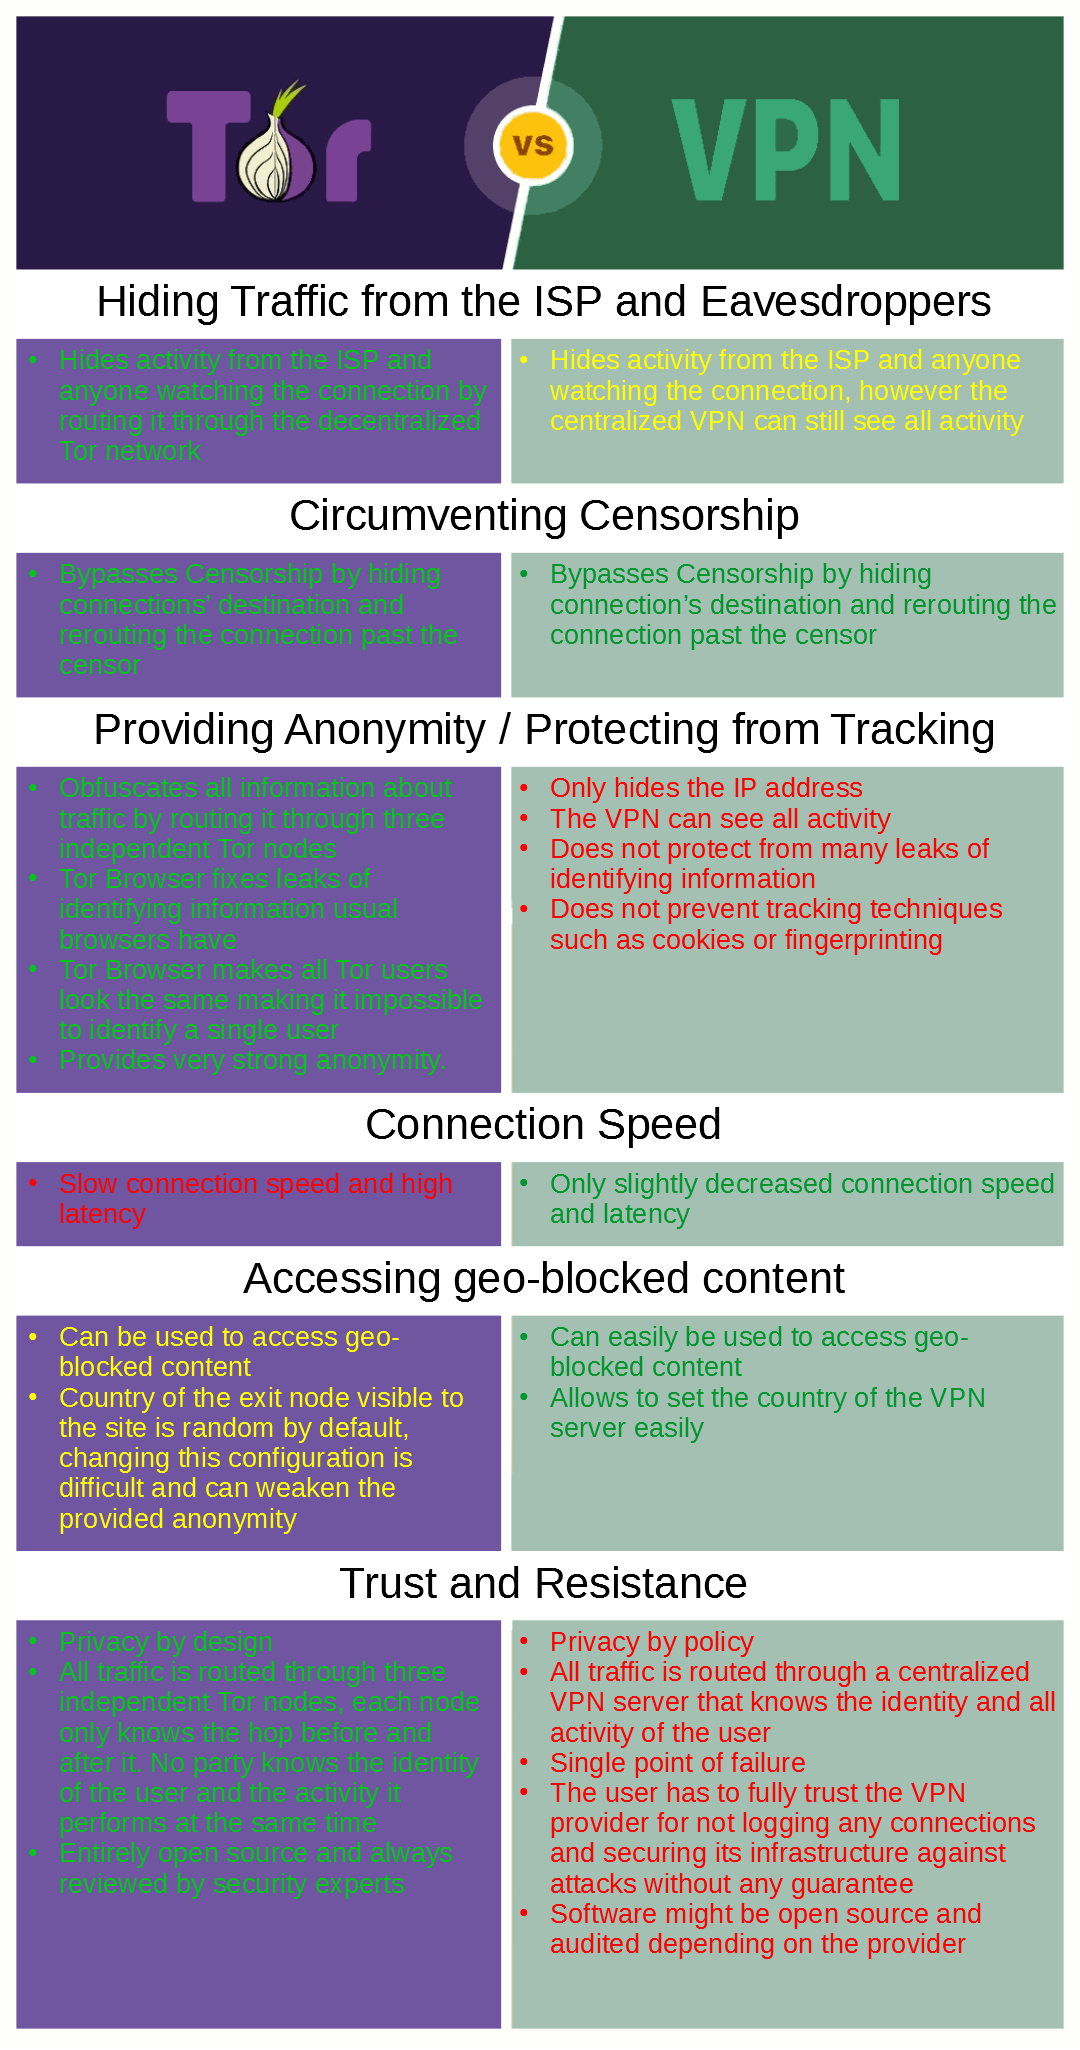 Tor
vs
VPN
Hiding Traffic from the ISP and Eavesdroppers
• Hides activity from the ISP and
anyone watching the connection by
routing it through the decentralized
Tor network
• Hides activity from the ISP and anyone
watching the connection, however the
centralized VPN can still see all activity
Circumventing Censorship
• Bypasses Censorship by hiding
connections’ destination and
rerouting the connection past the
censor
• Bypasses Censorship by hiding
connection’s destination and rerouting the
connection past the censor
Providing Anonymity / Protecting from Tracking
• Obfuscates all information about
traffic by routing it through three
independent Tor nodes
• Tor Browser fixes leaks of
identifying information usual
browsers have
• Tor Browser makes all Tor users
look the same making it impossible
to identify a single user
• Provides very strong anonymity.
• Only hides the IP address
• The VPN can see all activity
• Does not protect from many leaks of
identifying information
• Does not prevent tracking techniques
such as cookies or fingerprinting
Connection Speed
• Slow connection speed and high
latency
• Only slightly decreased connection speed
and latency
Accessing geo-blocked content
• Can be used to access geo-
blocked content
• Country of the exit node visible to
the site is random by default,
changing this configuration is
difficult and can weaken the
provided anonymity
• Can easily be used to access geo-
blocked content
• Allows to set the country of the VPN
server easily
Trust and Resistance
• Privacy by design
• All traffic is routed through three
independent Tor nodes, each node
only knows the hop before and
after it. No party knows the identity
of the user and the activity it
performs at the same time
• Entirely open source and always
reviewed by security experts
• Privacy by policy
• All traffic is routed through a centralized
VPN server that knows the identity and all
activity of the user
• Single point of failure
• The user has to fully trust the VPN
provider for not logging any connections
and securing its infrastructure against
attacks without any guarantee
• Software might be open source and
audited depending on the provider